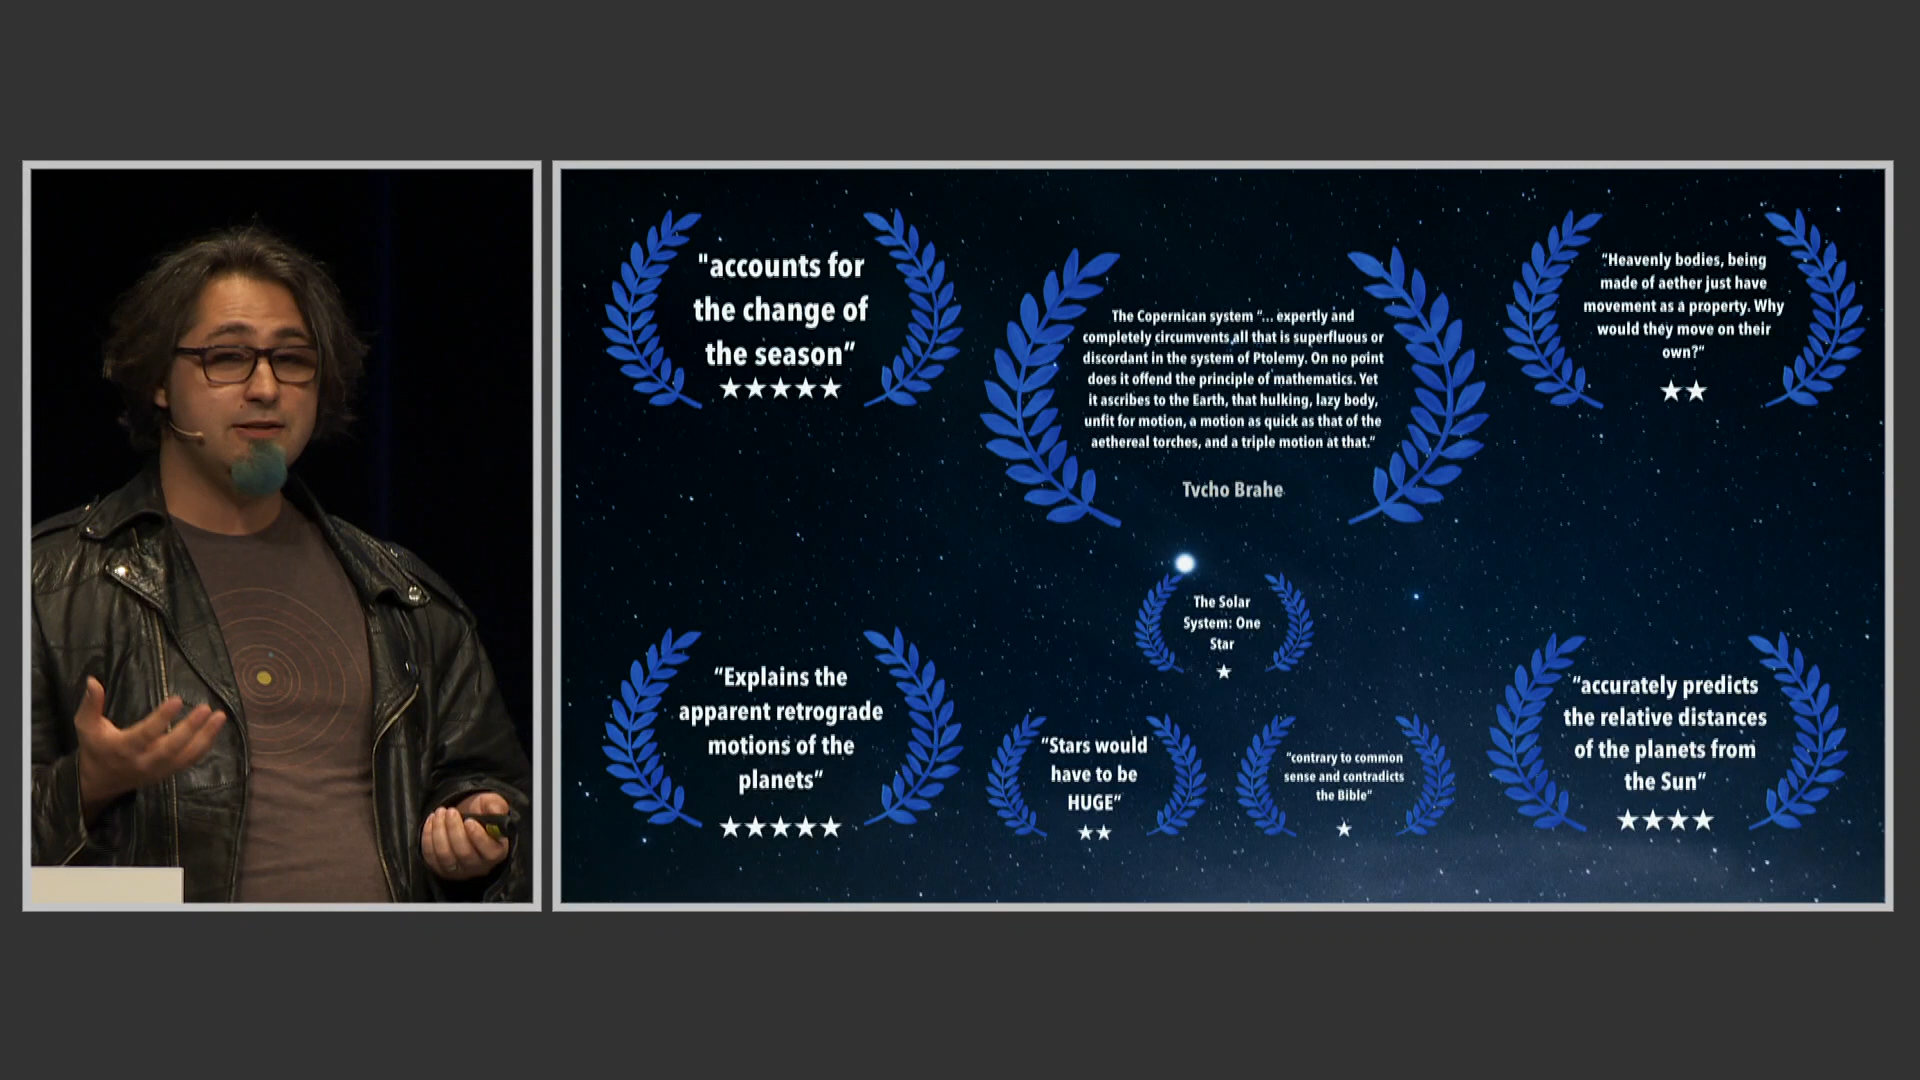 "accounts for
the change of
the season”
★★★★★
The Copernican system “... expertly and
completely circumvents all that is superfluous or
discordant in the system of Ptolemy. On no point
does it offend the principle of mathematics. Yet
it ascribes to the Earth, that hulking, lazy body,
unfit for motion, a motion as quick as that of the
aethereal torches, and a triple motion at that.”
Tycho Brahe
“Heavenly bodies, being
made of aether just have
movement as a property. Why
would they move on their
own?”
★★
The Solar
System: One
Star
★
“Explains the
apparent retrograde
motions of the
planets”
★★★★★
“Stars would
have to be
HUGE”
★★
“contrary to common
sense and contradicts
the Bible”
★
“accurately predicts
the relative distances
of the planets from
the Sun”
★★★★